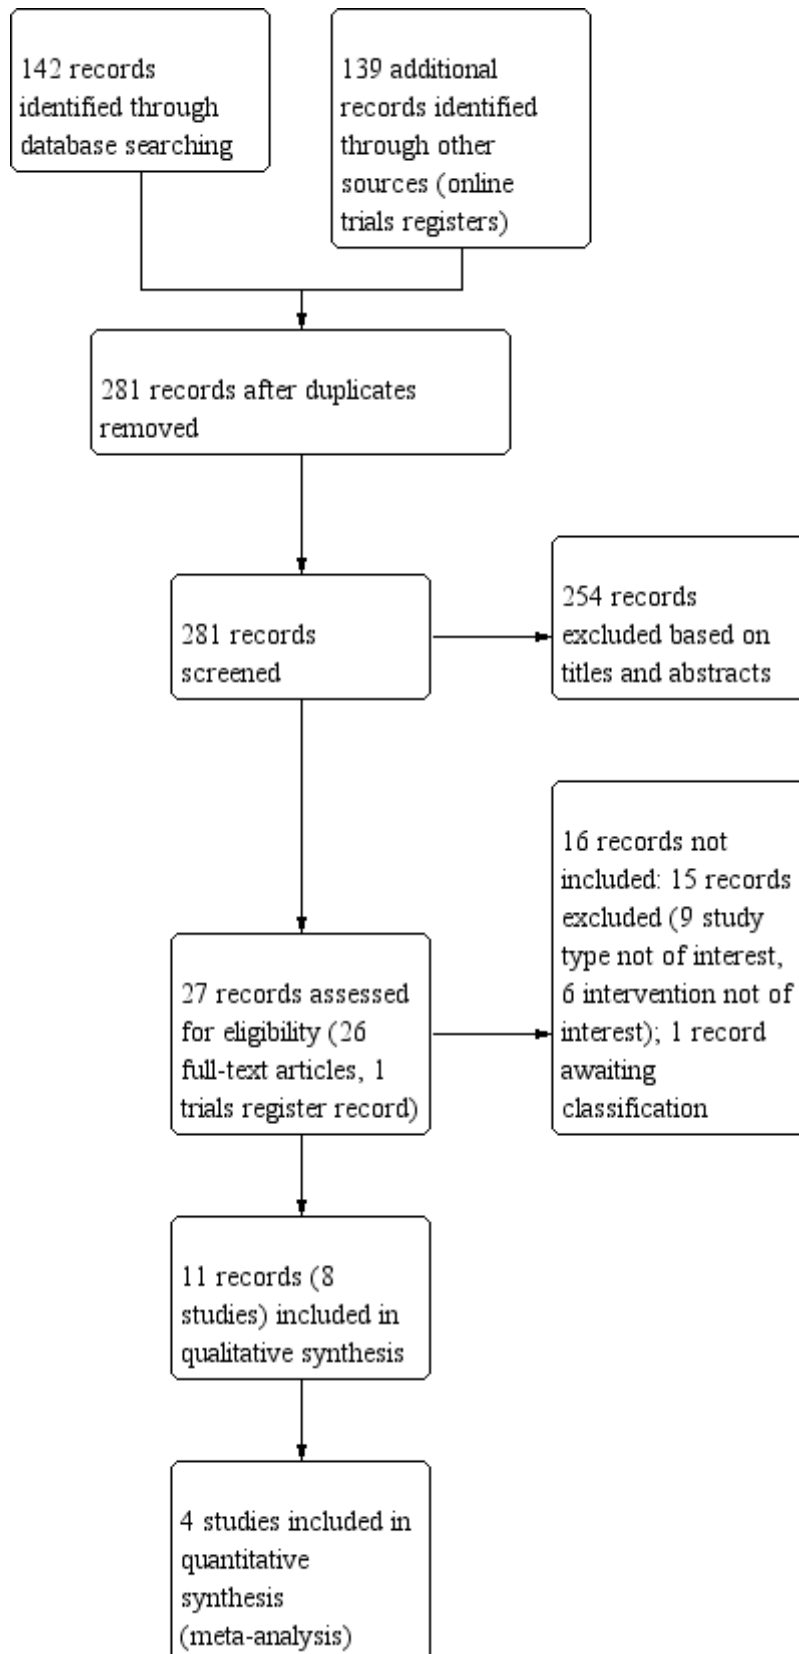 142 records
identified through
database searching
139 additional
records identified
through other
sources (online
trials registers)
281 records after duplicates
removed
281 records
screened
254 records
excluded based on
titles and abstracts
16 records not
included: 15 records
excluded (9 study
type not of interest,
6 intervention not of
interest); 1 record
awaiting
classification
27 records assessed
for eligibility (26
full-text articles, 1
trials register record)
11 records (8
studies) included in
qualitative synthesis
4 studies included in
quantitative
synthesis
(meta-analysis)